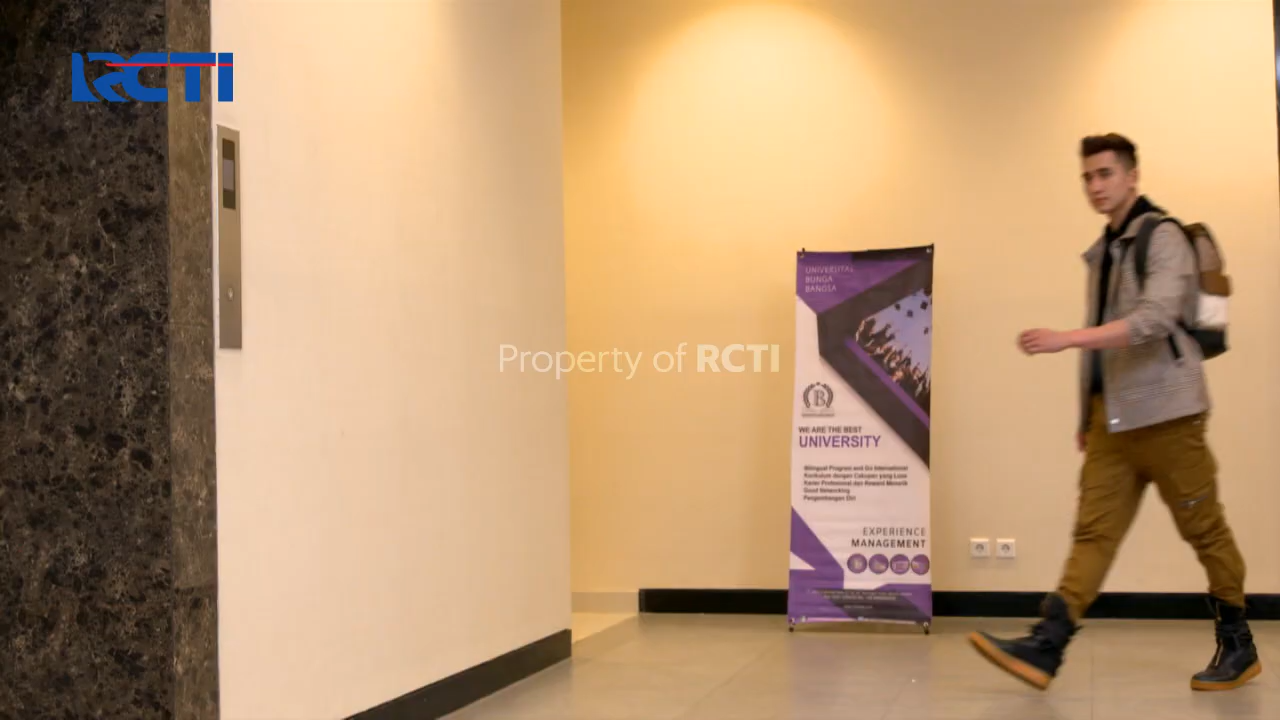 RCTI
UNIVERSITAL
BUNGA
BANGSA
Property of RCTI
B
WE ARE THE BEST
UNIVERSITY
Bilingual Program and Go International
Kurikulum dengan Cakupan yang Luas
Karier Profesional dan Reward Menarik
Good Networking
Pengembangan Diri
EXPERIENCE
MANAGEMENT